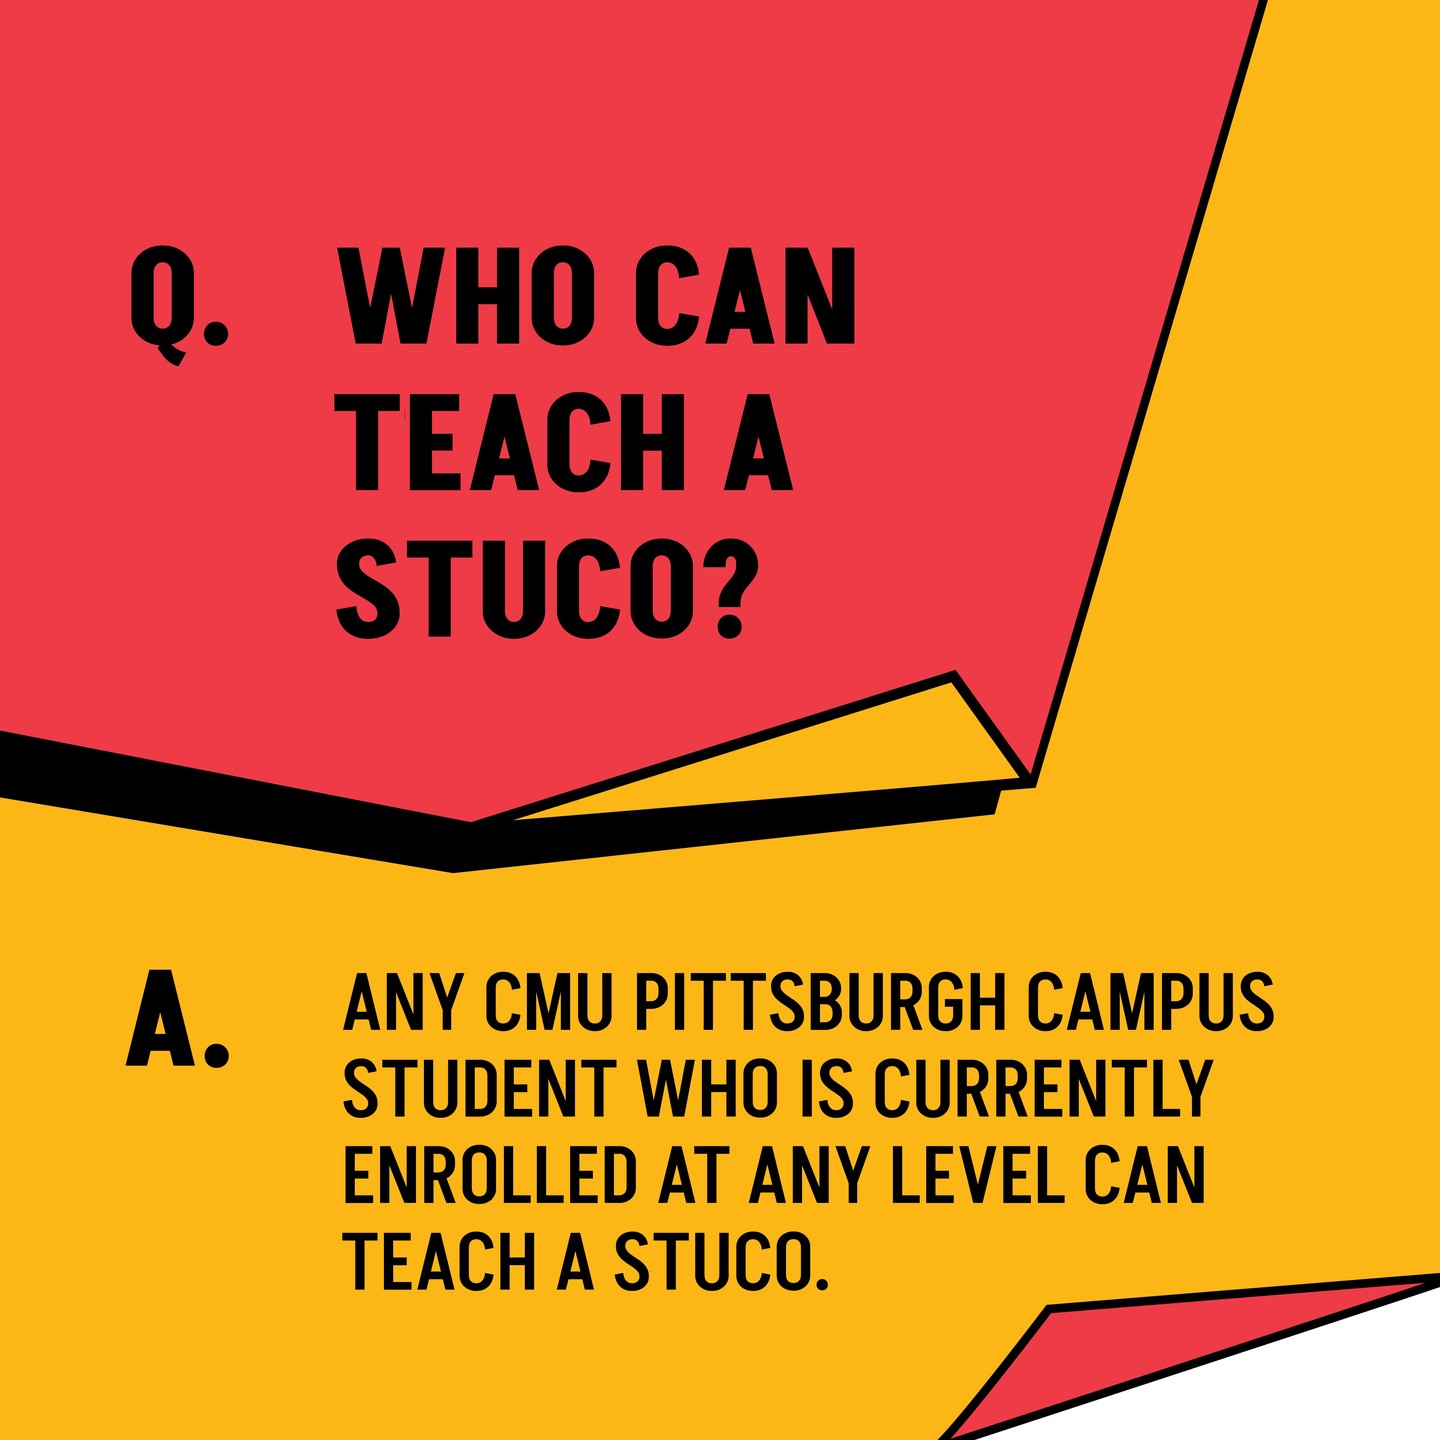 Q. WHO CAN
TEACH A
STUCO?
A. ANY CMU PITTSBURGH CAMPUS
STUDENT WHO IS CURRENTLY
ENROLLED AT ANY LEVEL CAN
TEACH A STUCO.